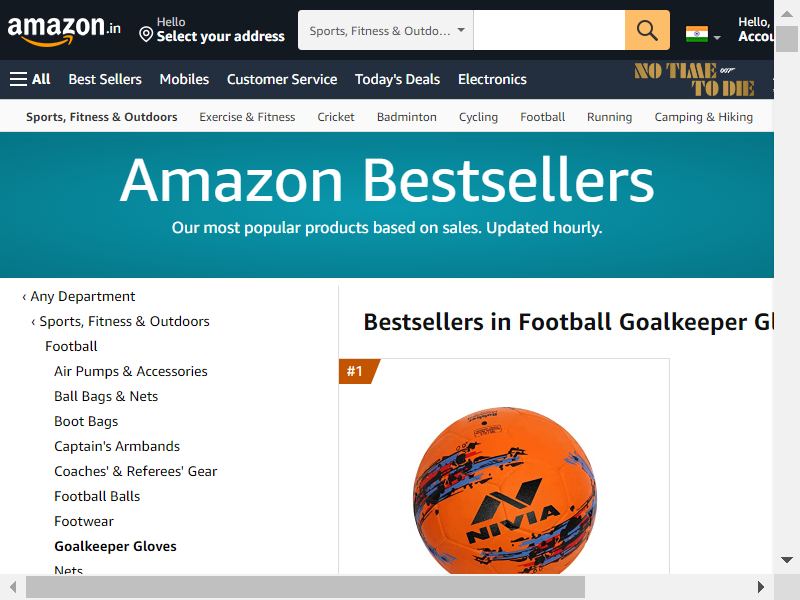 amazon.in
Hello
Select your address
Sports, Fitness & Outdo...
Hello,
Accou
All
Best Sellers
Mobiles
Customer Service
Today's Deals
Electronics
NO TIME 007
TO DIE
Sports, Fitness & Outdoors
Exercise & Fitness
Cricket
Badminton
Cycling
Football
Running
Camping & Hiking
Amazon Bestsellers
Our most popular products based on sales. Updated hourly.
‹ Any Department
‹ Sports, Fitness & Outdoors
Football
Air Pumps & Accessories
Ball Bags & Nets
Boot Bags
Captain's Armbands
Coaches' & Referees' Gear
Football Balls
Footwear
Goalkeeper Gloves
Nets
Bestsellers in Football Goalkeeper Gl
#1
NIVIA